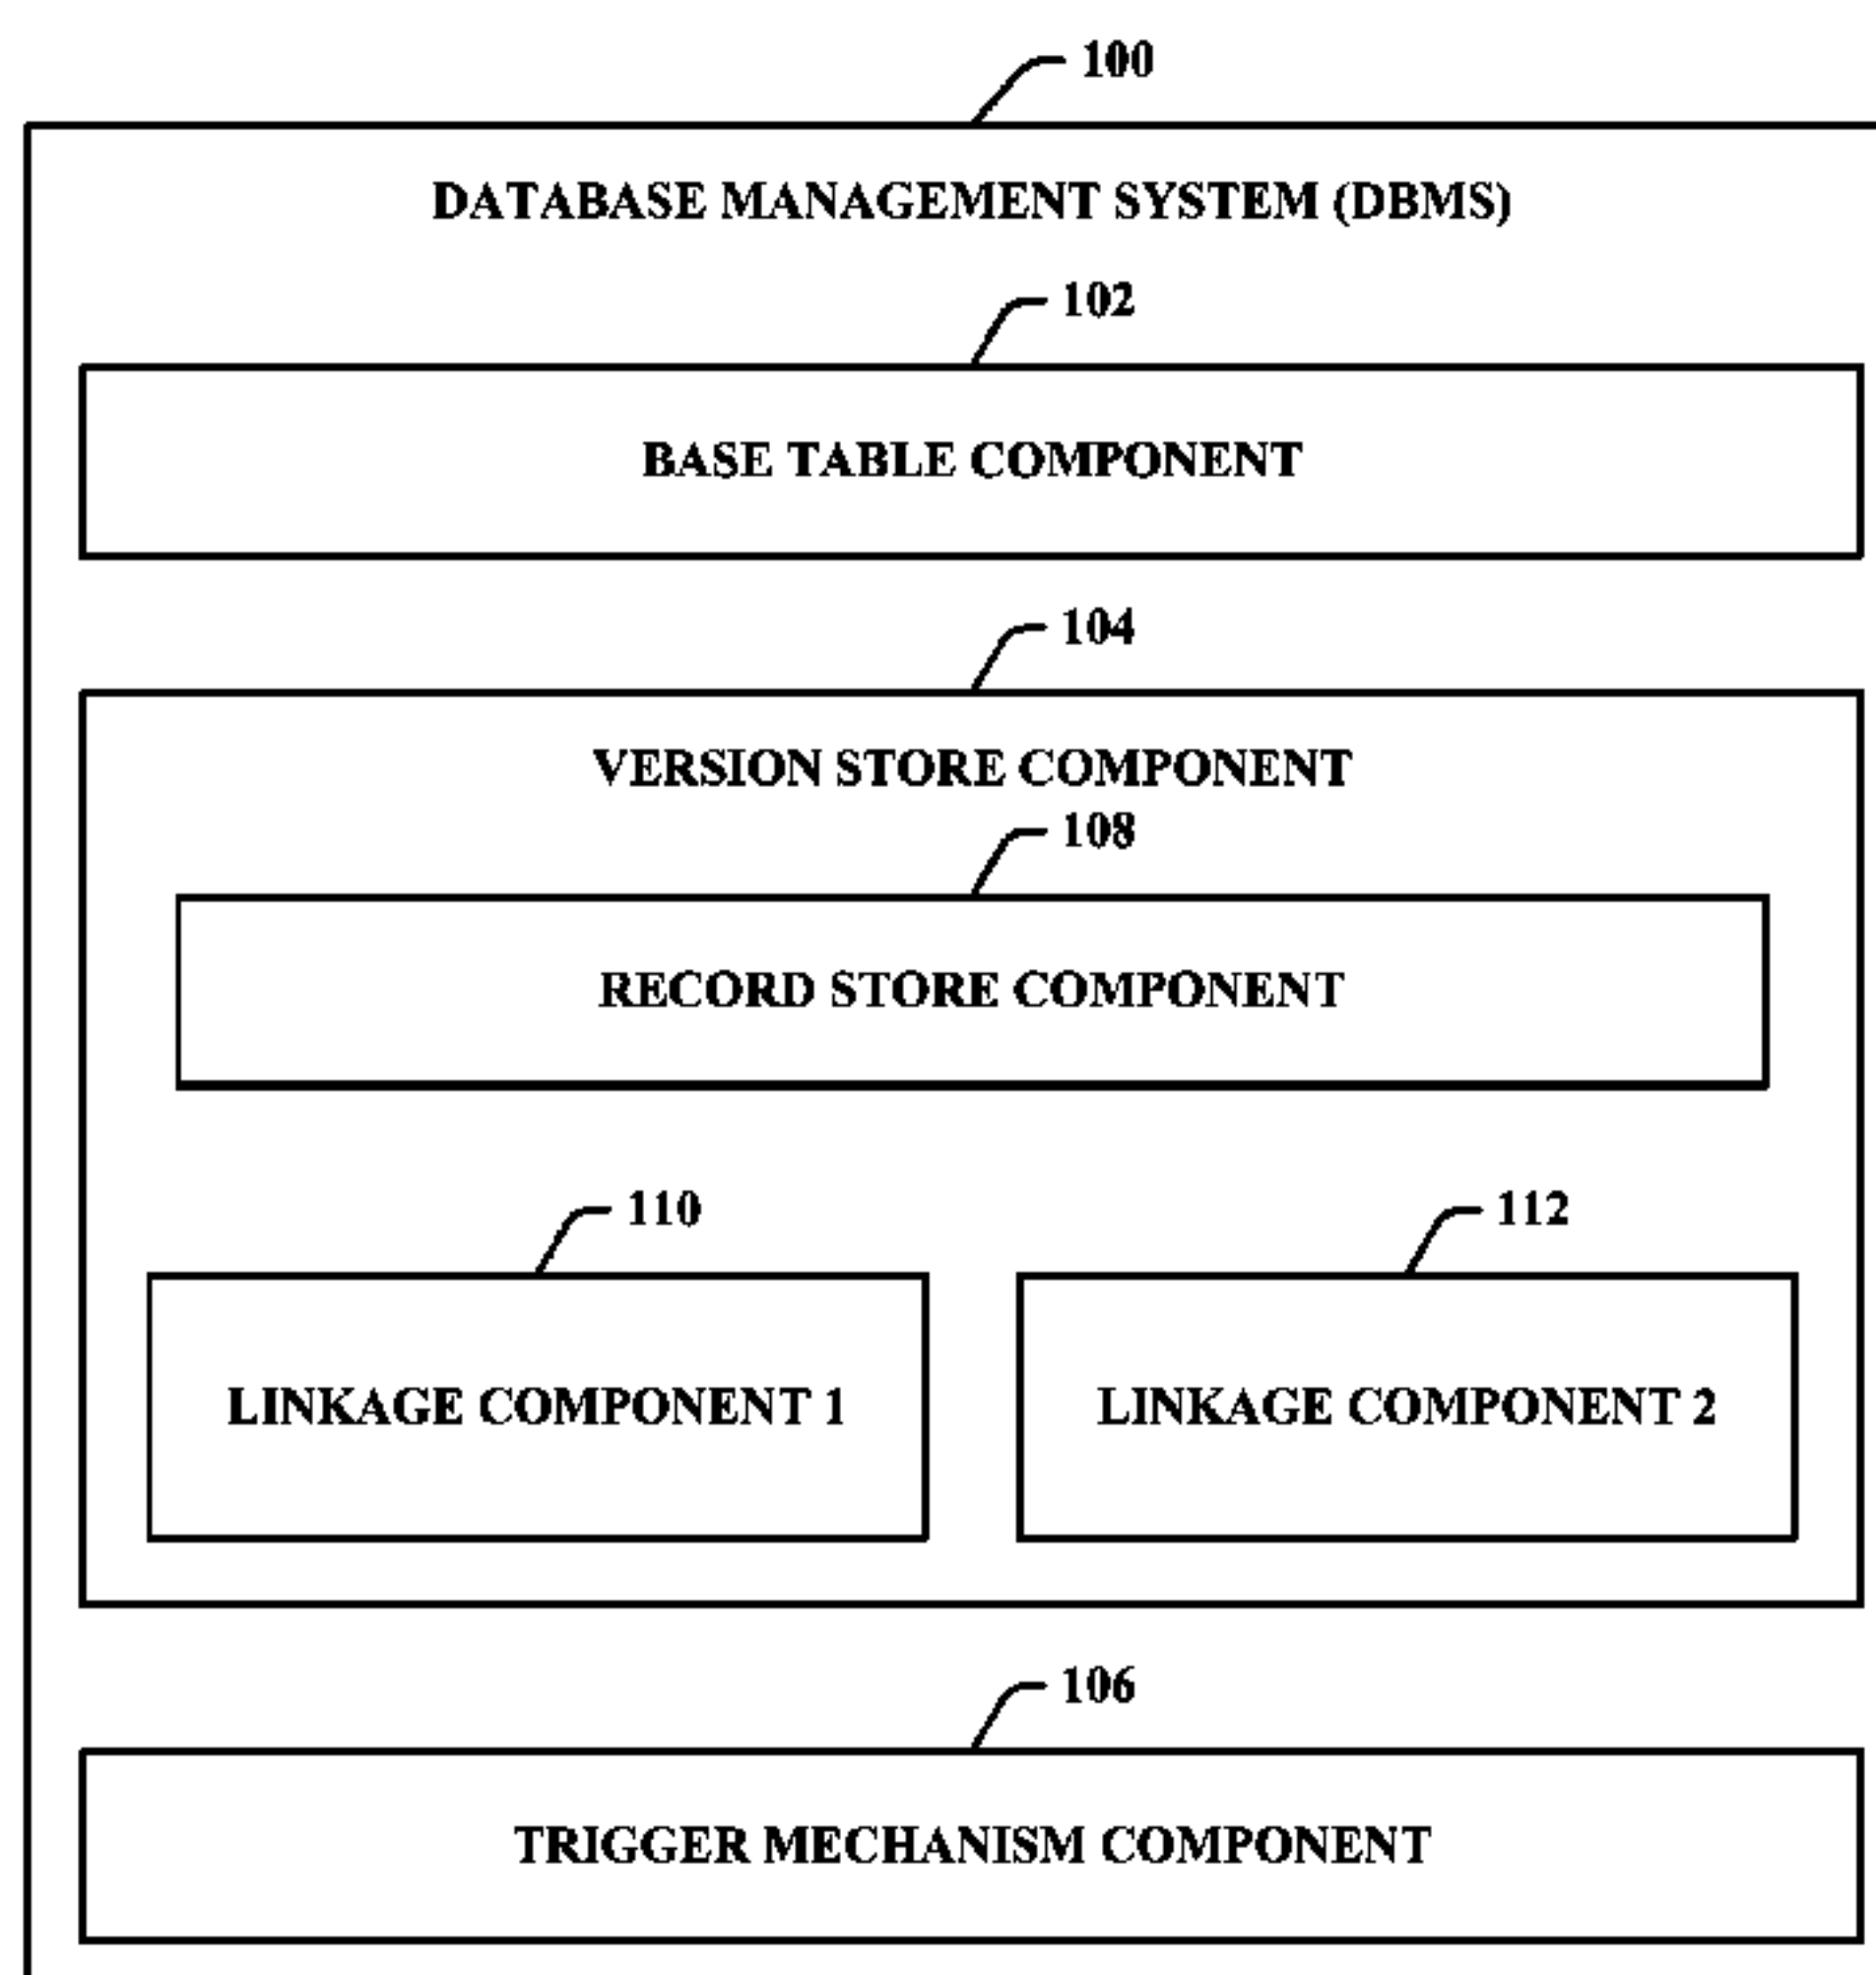 100
DATABASE MANAGEMENT SYSTEM (DBMS)
102
BASE TABLE COMPONENT
104
VERSION STORE COMPONENT
108
RECORD STORE COMPONENT
110
112
LINKAGE COMPONENT 1
LINKAGE COMPONENT 2
106
TRIGGER MECHANISM COMPONENT